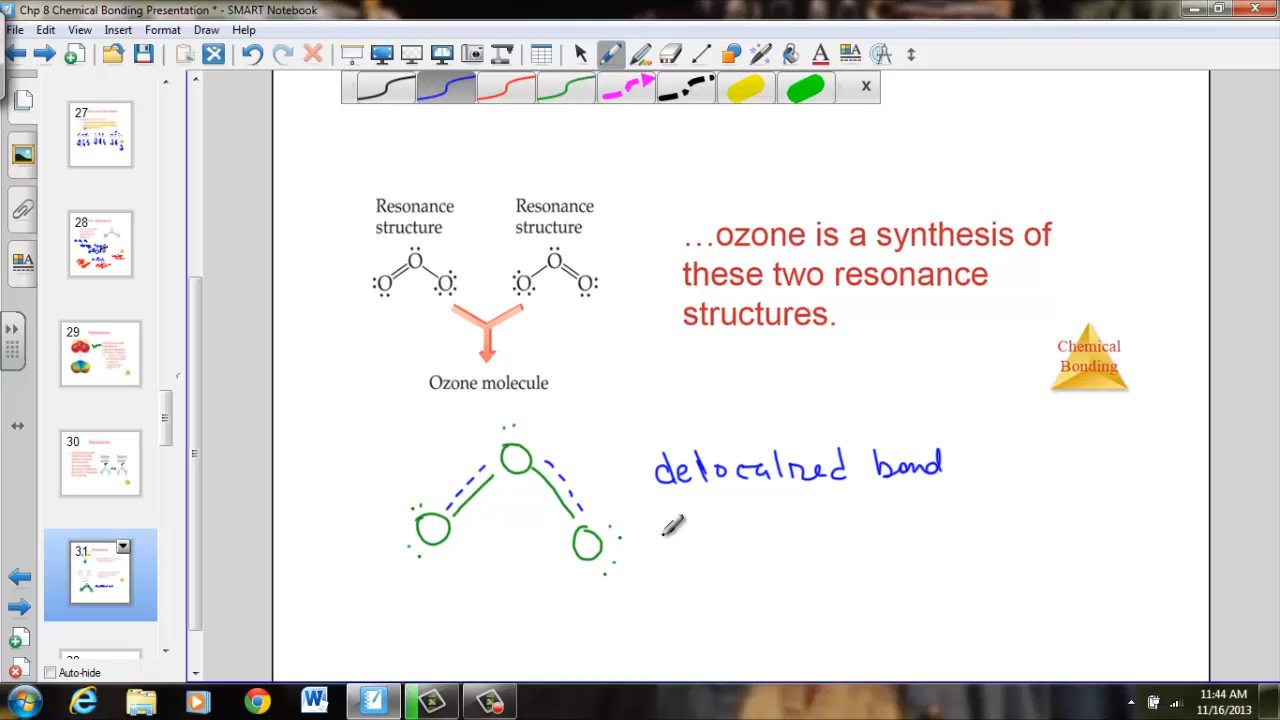 Chp 8 Chemical Bonding Presentation * - SMART Notebook
File Edit View Insert Format Draw Help
x
27
28
29
30
31
Auto-hide
Resonance structure
Resonance structure
O O O
O O O
Ozone molecule
…ozone is a synthesis of
these two resonance
structures.
Chemical
Bonding
O O O
delocalized bond
11:44 AM
11/16/2013